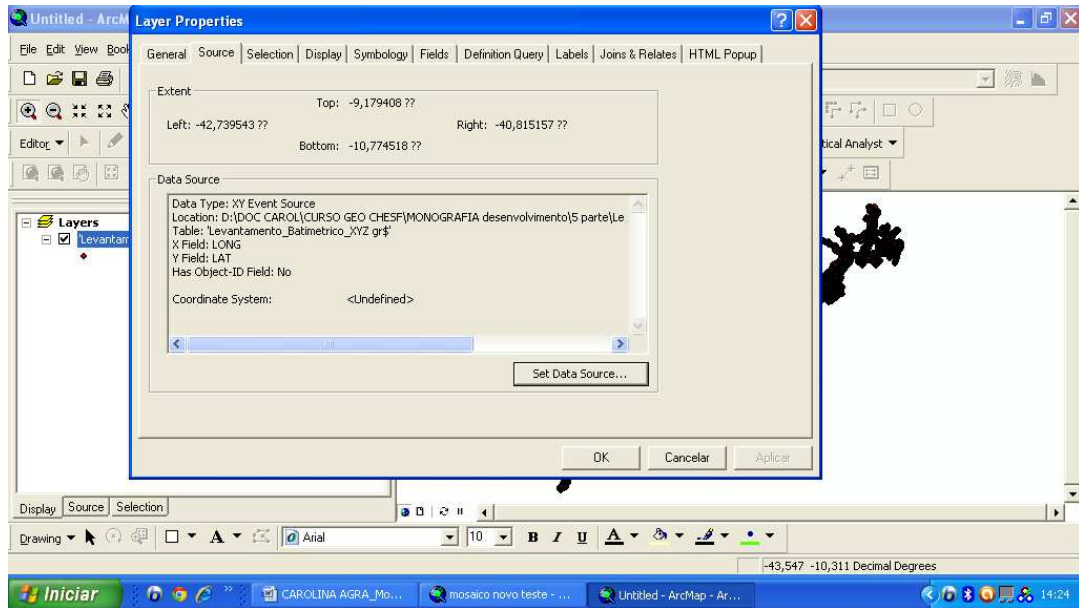 Untitled - ArcM
Layer Properties
File Edit View Book
General Source Selection Display Symbology Fields Definition Query Labels Joins & Relates HTML Popup
Extent
Top: -9,179408 ??
Left: -42,739543 ??
Right: -40,815157 ??
Bottom: -10,774518 ??
Editor
tical Analyst
Data Source
Data Type: XY Event Source
Location: D:\DOC CAROL\CURSO GEO CHESF\MONOGRAFIA desenvolvimento\5 parte\Le
Table: 'Levantamento_Batimetrico_XYZ gr$'
X Field: LONG
Y Field: LAT
Has Object-ID Field: No
Coordinate System: <Undefined>
Layers
'Levantam
Set Data Source...
OK
Cancelar
Aplicar
Display Source Selection
Drawing
A
Arial
10
B I U A
-43,547 -10,311 Decimal Degrees
Iniciar
CAROLINA AGRA_Mo...
mosaico novo teste - ...
Untitled - ArcMap - Ar...
14:24